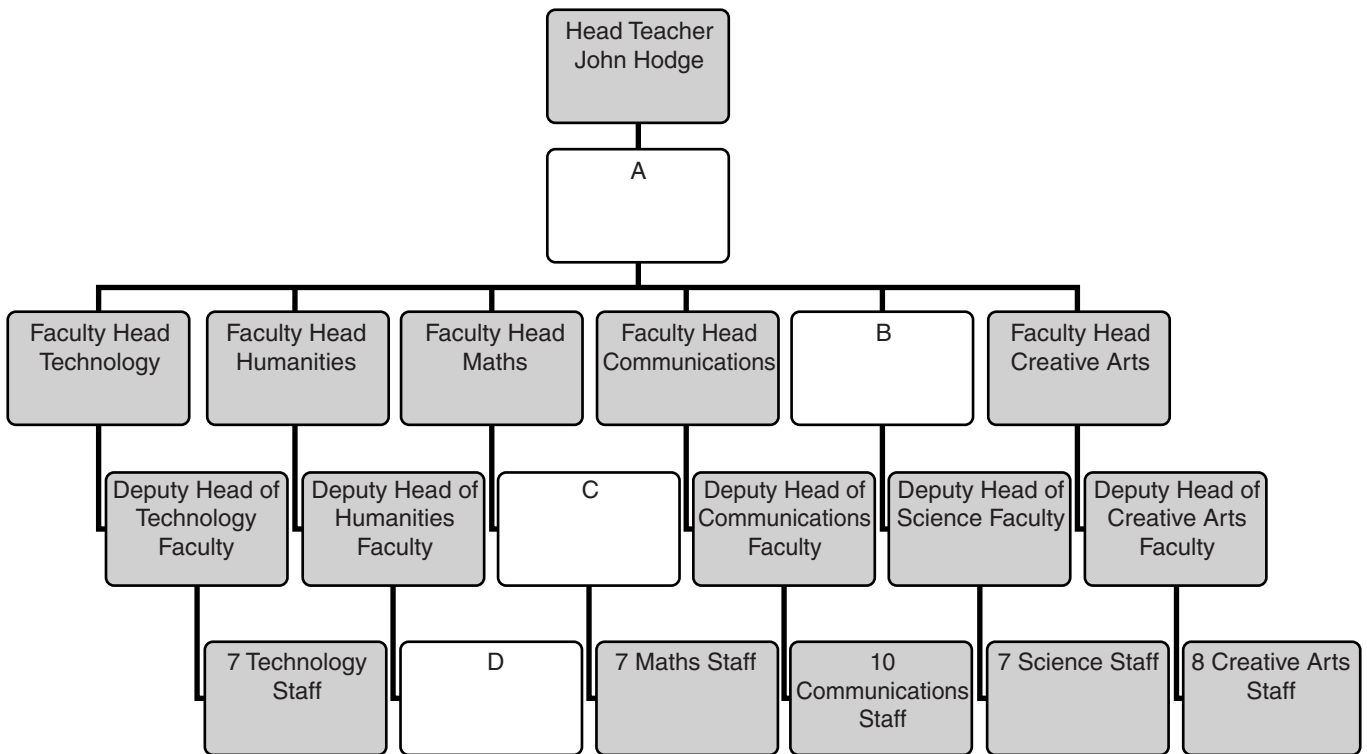 Head Teacher
John Hodge
A
Faculty Head
Technology
Faculty Head
Humanities
Faculty Head
Maths
Faculty Head
Communications
B
Faculty Head
Creative Arts
Deputy Head of
Technology
Faculty
Deputy Head of
Humanities
Faculty
C
Deputy Head of
Communications
Faculty
Deputy Head of
Science Faculty
Deputy Head of
Creative Arts
Faculty
7 Technology
Staff
D
7 Maths Staff
10
Communications
Staff
7 Science Staff
8 Creative Arts
Staff